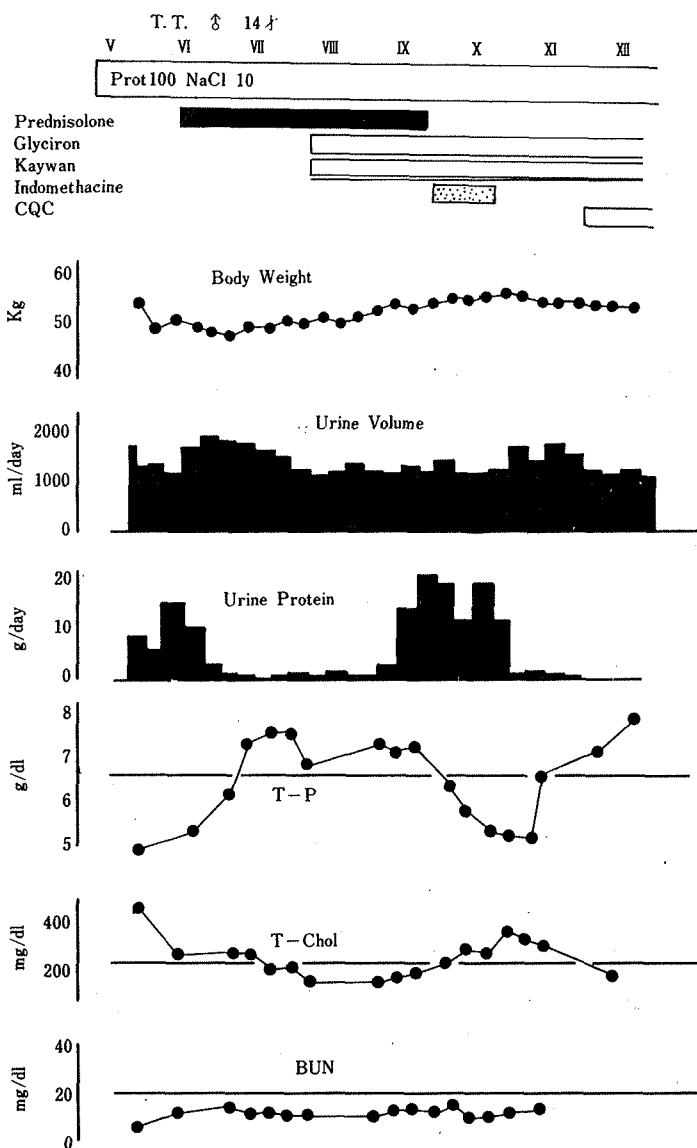 T. T. ♂ 14才
V VI VII VIII IX X XI XII
Prot 100 NaCl 10
Prednisolone
Glyciron
Kaywan
Indomethacine
CQC
60
50
40
Kg
Body Weight
2000
1000
0
ml/day
Urine Volume
20
10
0
g/day
Urine Protein
8
7
6
5
g/dl
T-P
400
200
mg/dl
T-Chol
40
20
0
mg/dl
BUN